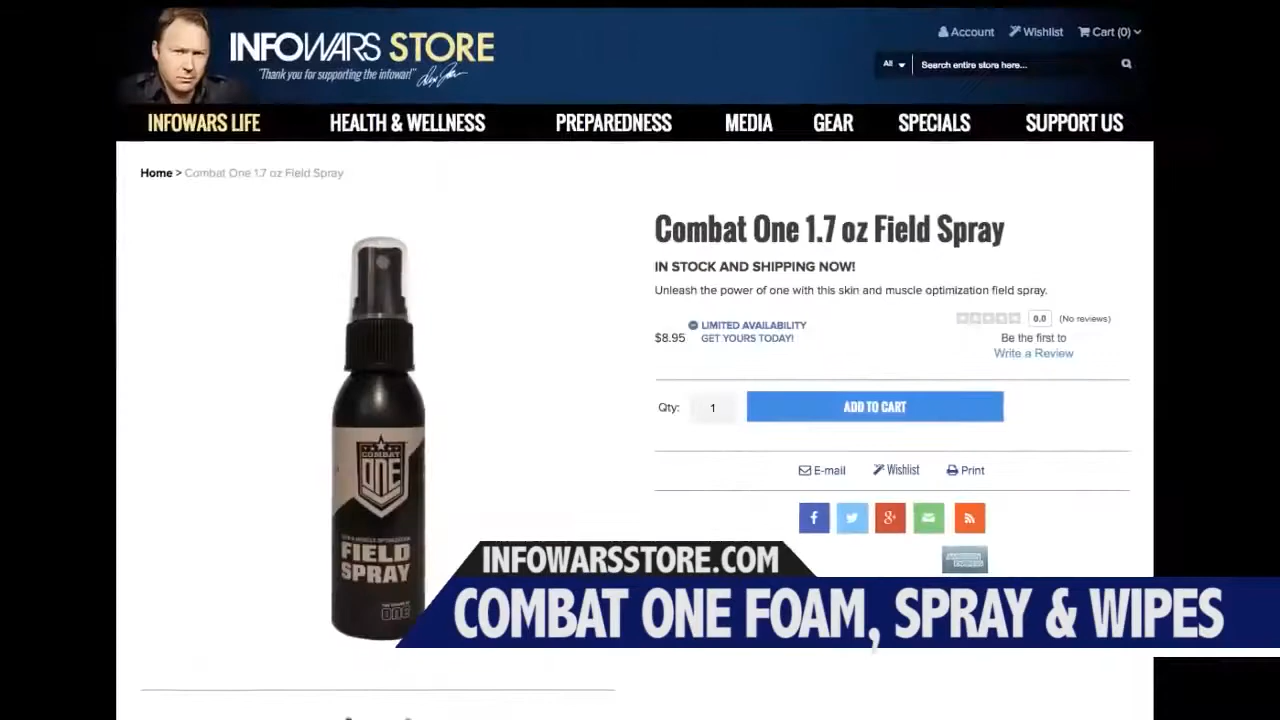 INFOWARS STORE
"Thank you for supporting the infowar!" Alex Jones
Account
Wishlist
Cart (0)
All
Search entire store here...
INFOWARS LIFE
HEALTH & WELLNESS
PREPAREDNESS
MEDIA
GEAR
SPECIALS
SUPPORT US
Home > Combat One 1.7 oz Field Spray
Combat One 1.7 oz Field Spray
IN STOCK AND SHIPPING NOW!
Unleash the power of one with this skin and muscle optimization field spray.
$8.95
LIMITED AVAILABILITY
GET YOURS TODAY!
0.0 (No reviews)
Be the first to
Write a Review
Qty: 1
ADD TO CART
E-mail
Wishlist
Print
COMBAT
ONE
FIELD
SPRAY
ONE
INFOWARSSTORE.COM
COMBAT ONE FOAM, SPRAY & WIPES